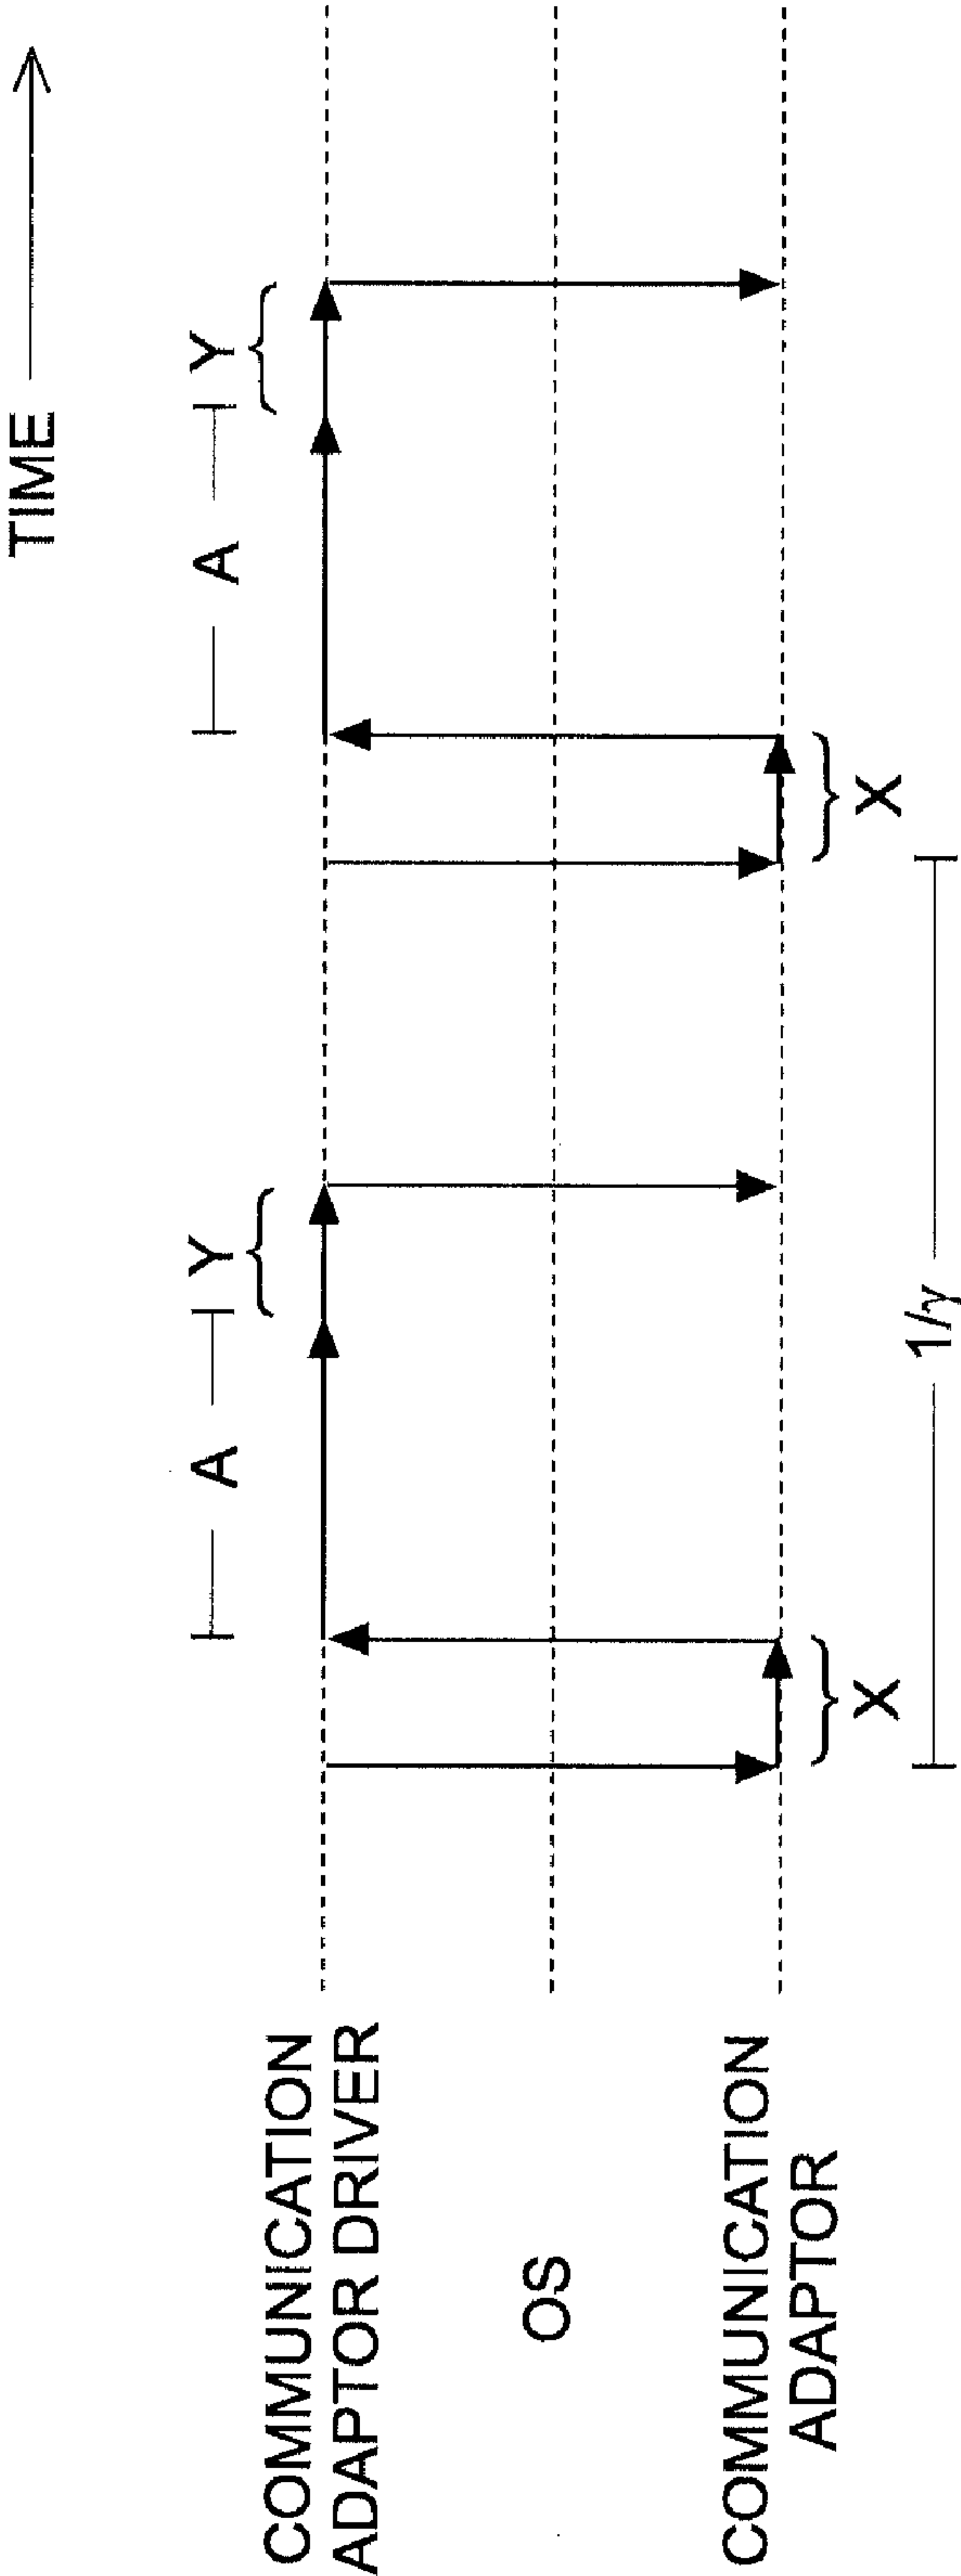 TIME
A
Y
A
Y
COMMUNICATION
ADAPTOR DRIVER
OS
COMMUNICATION
ADAPTOR
X
X
1/γ